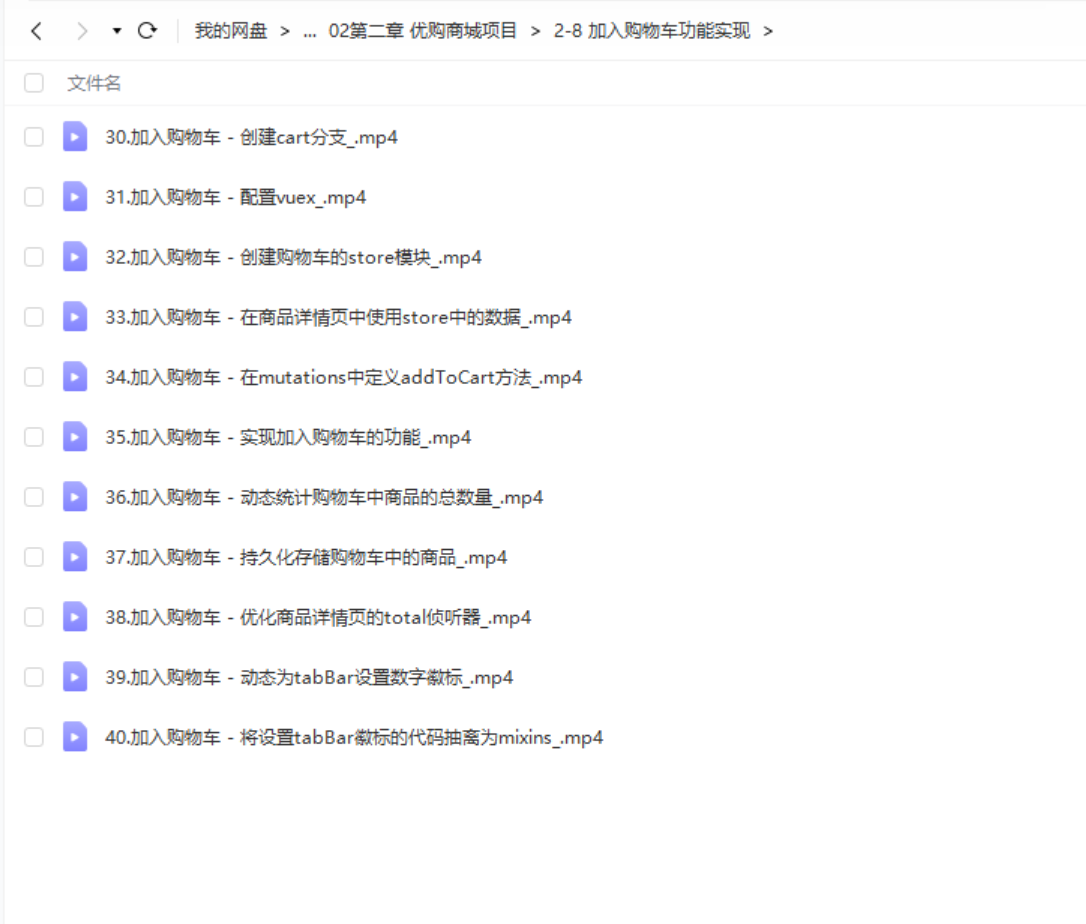 我的网盘 > ... 02第二章 优购商城项目 > 2-8 加入购物车功能实现 >
文件名
30.加入购物车 - 创建cart分支_.mp4
31.加入购物车 - 配置vuex_.mp4
32.加入购物车 - 创建购物车的store模块_.mp4
33.加入购物车 - 在商品详情页中使用store中的数据_.mp4
34.加入购物车 - 在mutations中定义addToCart方法_.mp4
35.加入购物车 - 实现加入购物车的功能_.mp4
36.加入购物车 - 动态统计购物车中商品的总数量_.mp4
37.加入购物车 - 持久化存储购物车中的商品_.mp4
38.加入购物车 - 优化商品详情页的total侦听器_.mp4
39.加入购物车 - 动态为tabBar设置数字徽标_.mp4
40.加入购物车 - 将设置tabBar徽标的代码抽离为mixins_.mp4